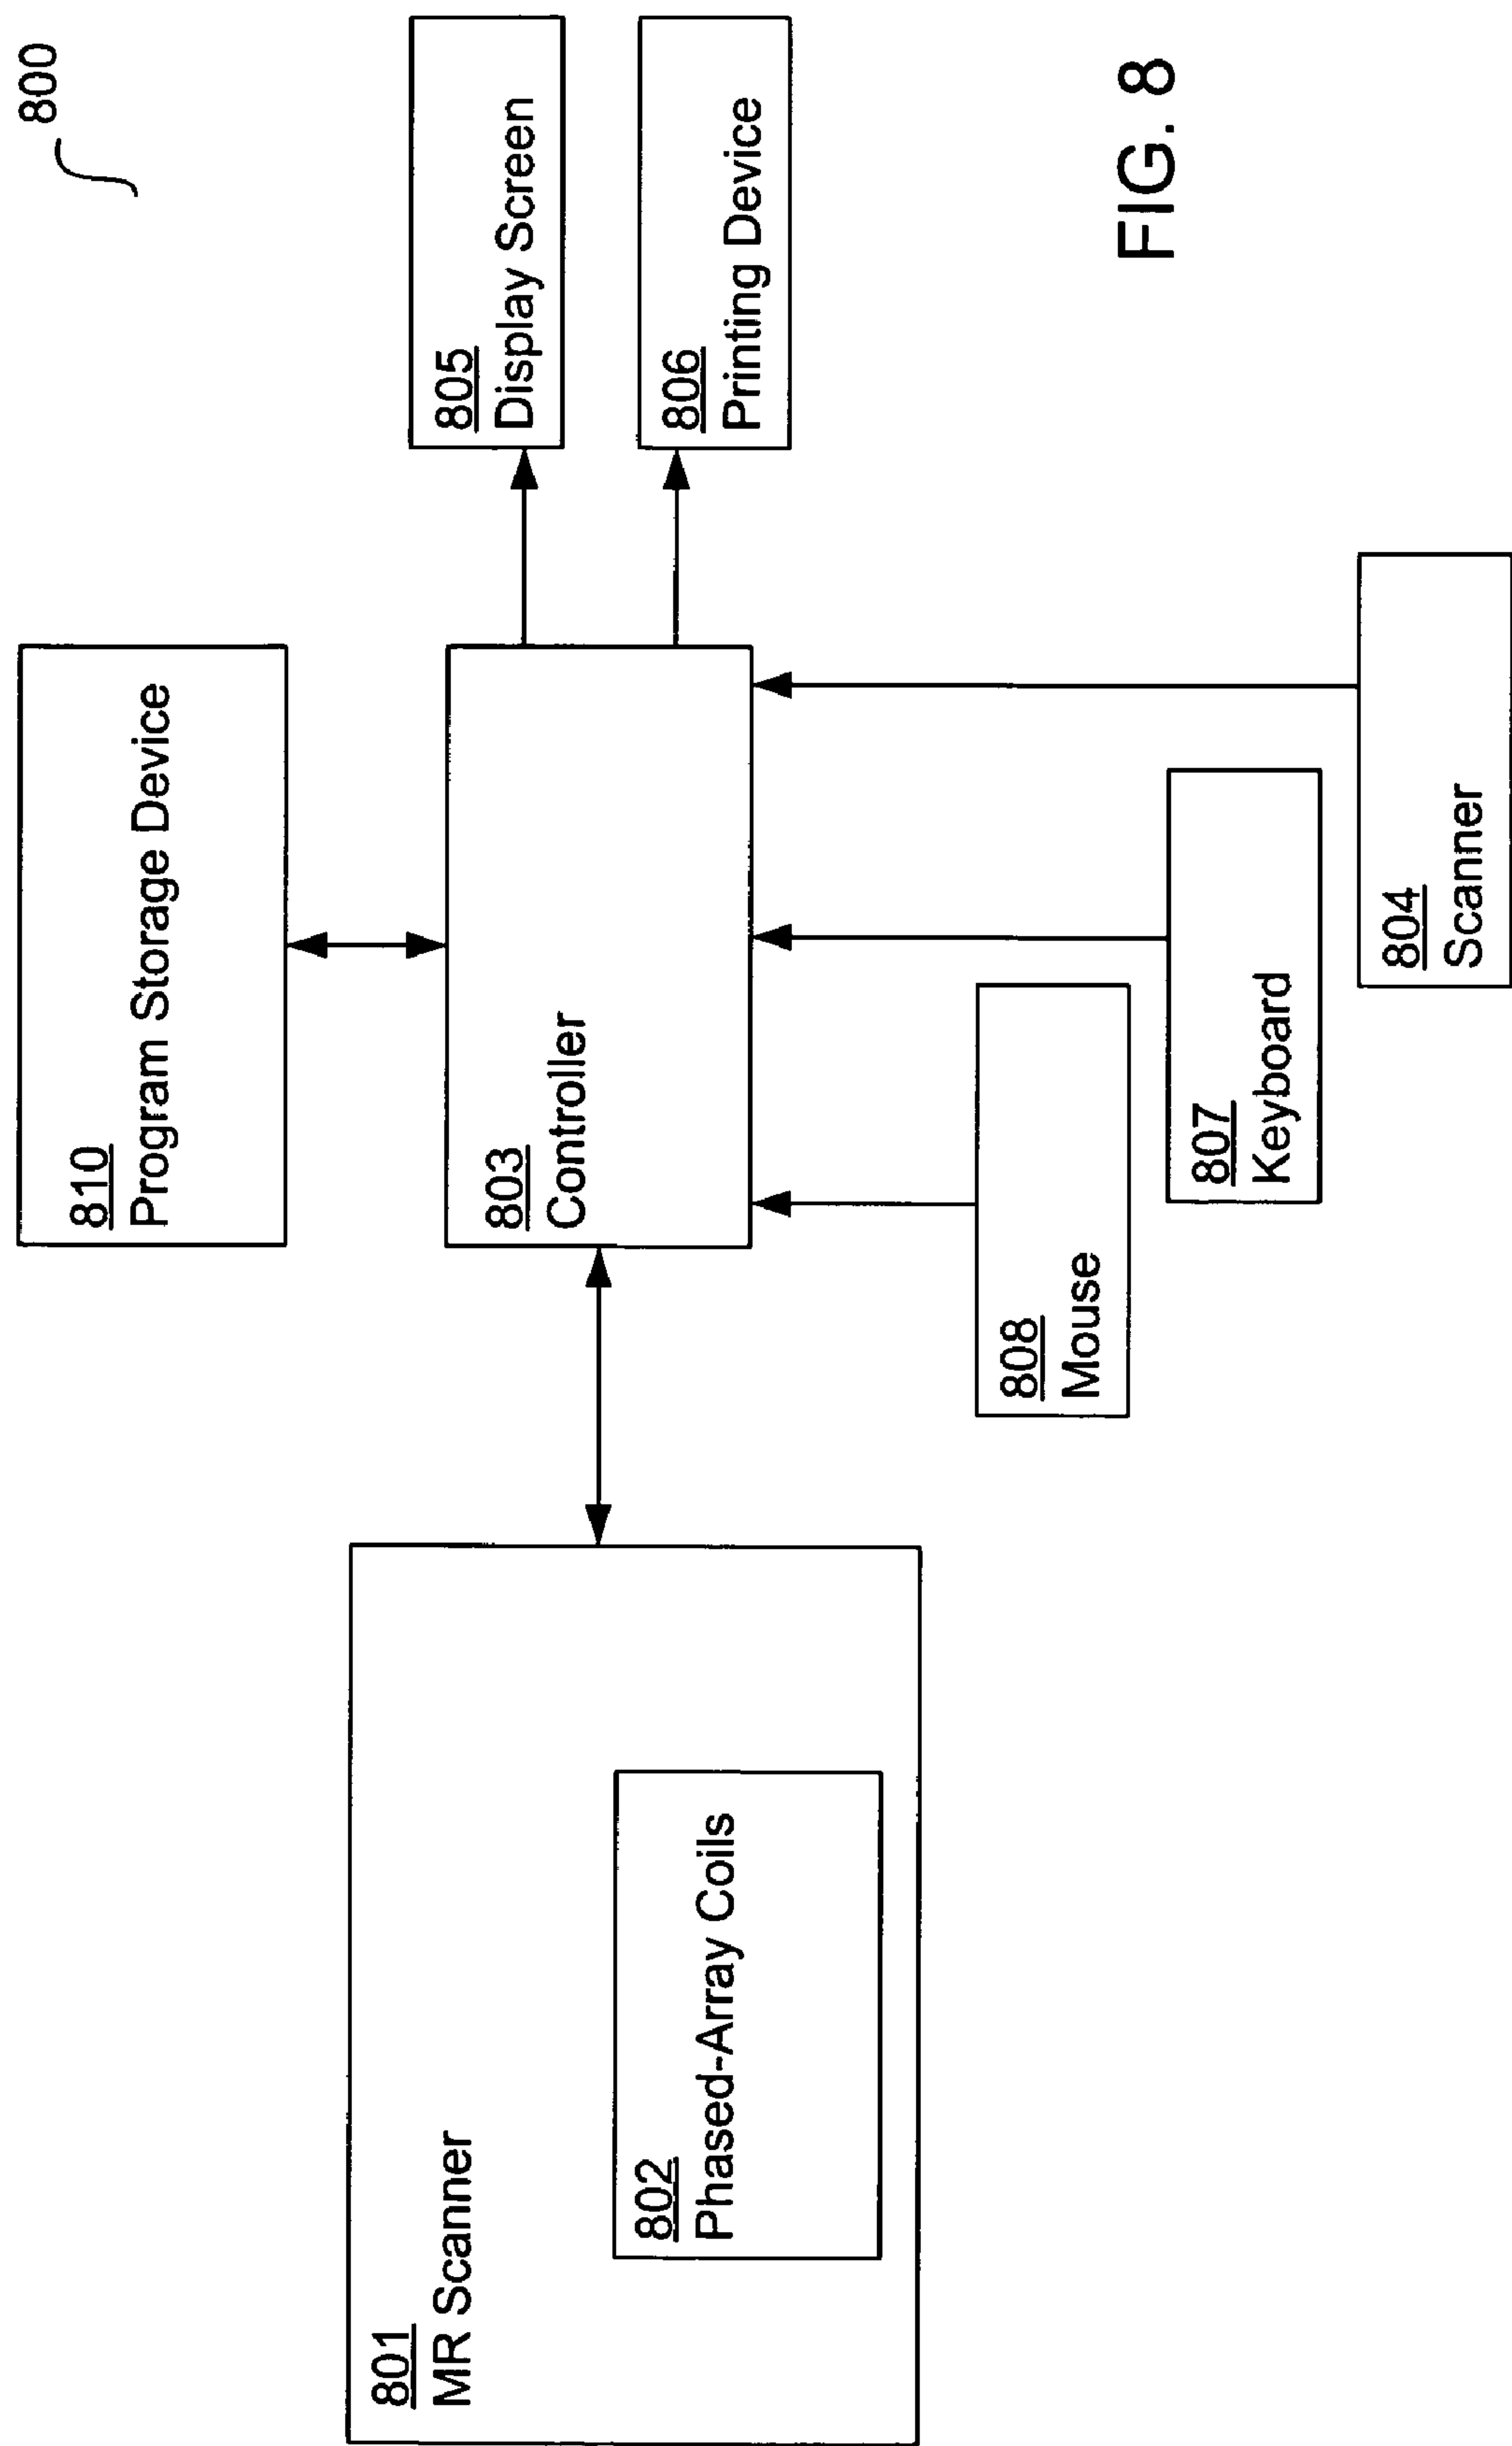 800
810
Program Storage Device
801
MR Scanner
802
Phased-Array Coils
803
Controller
805
Display Screen
806
Printing Device
808
Mouse
807
Keyboard
804
Scanner
FIG. 8